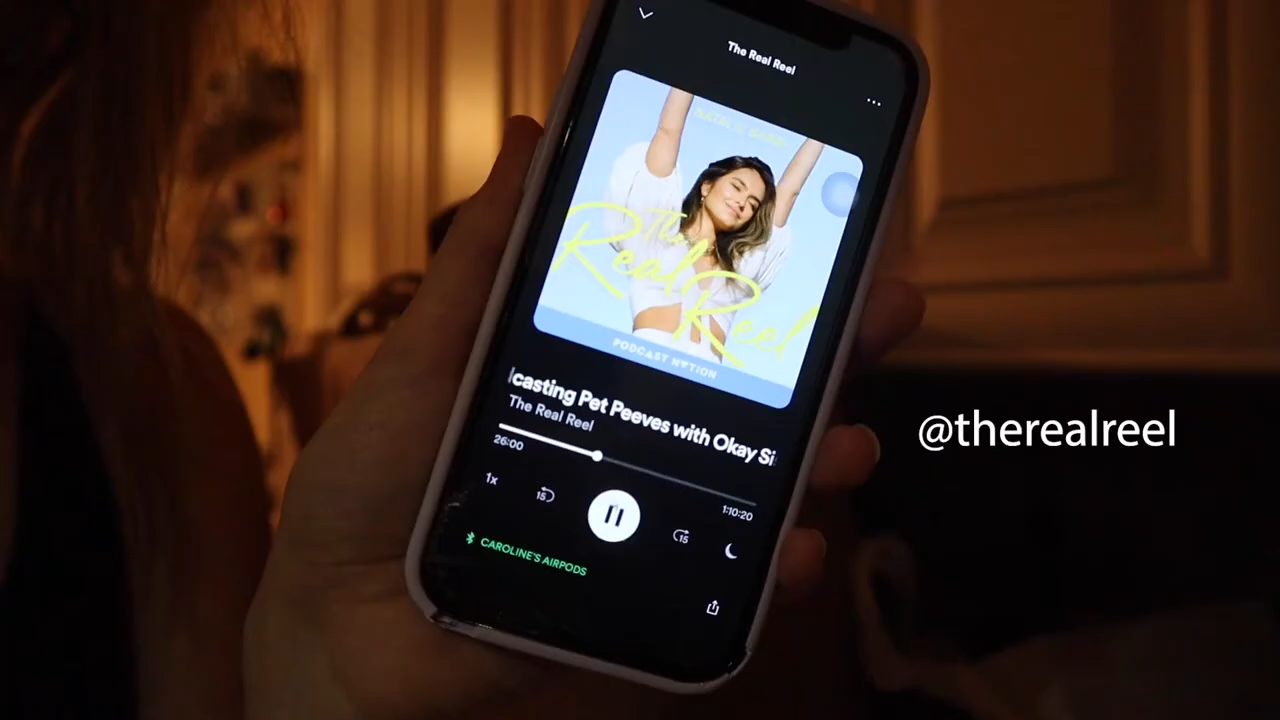 The Real Reel
The
Real Reel
PODCAST NATION
casting Pet Peeves with Okay Si
The Real Reel
26:00
1:10:20
1x
15
15
CAROLINE'S AIRPODS
@therealreel